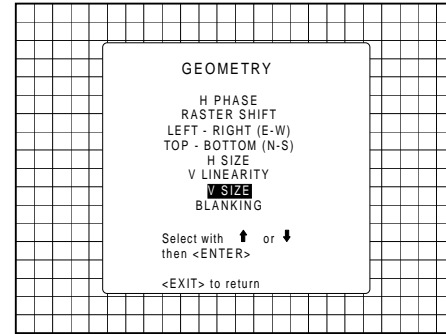 GEOMETRY
H PHASE
RASTER SHIFT
LEFT - RIGHT (E-W)
TOP - BOTTOM (N-S)
H SIZE
V LINEARITY
V SIZE
BLANKING
Select with ⬆ or ⬇
then <ENTER>
<EXIT> to return